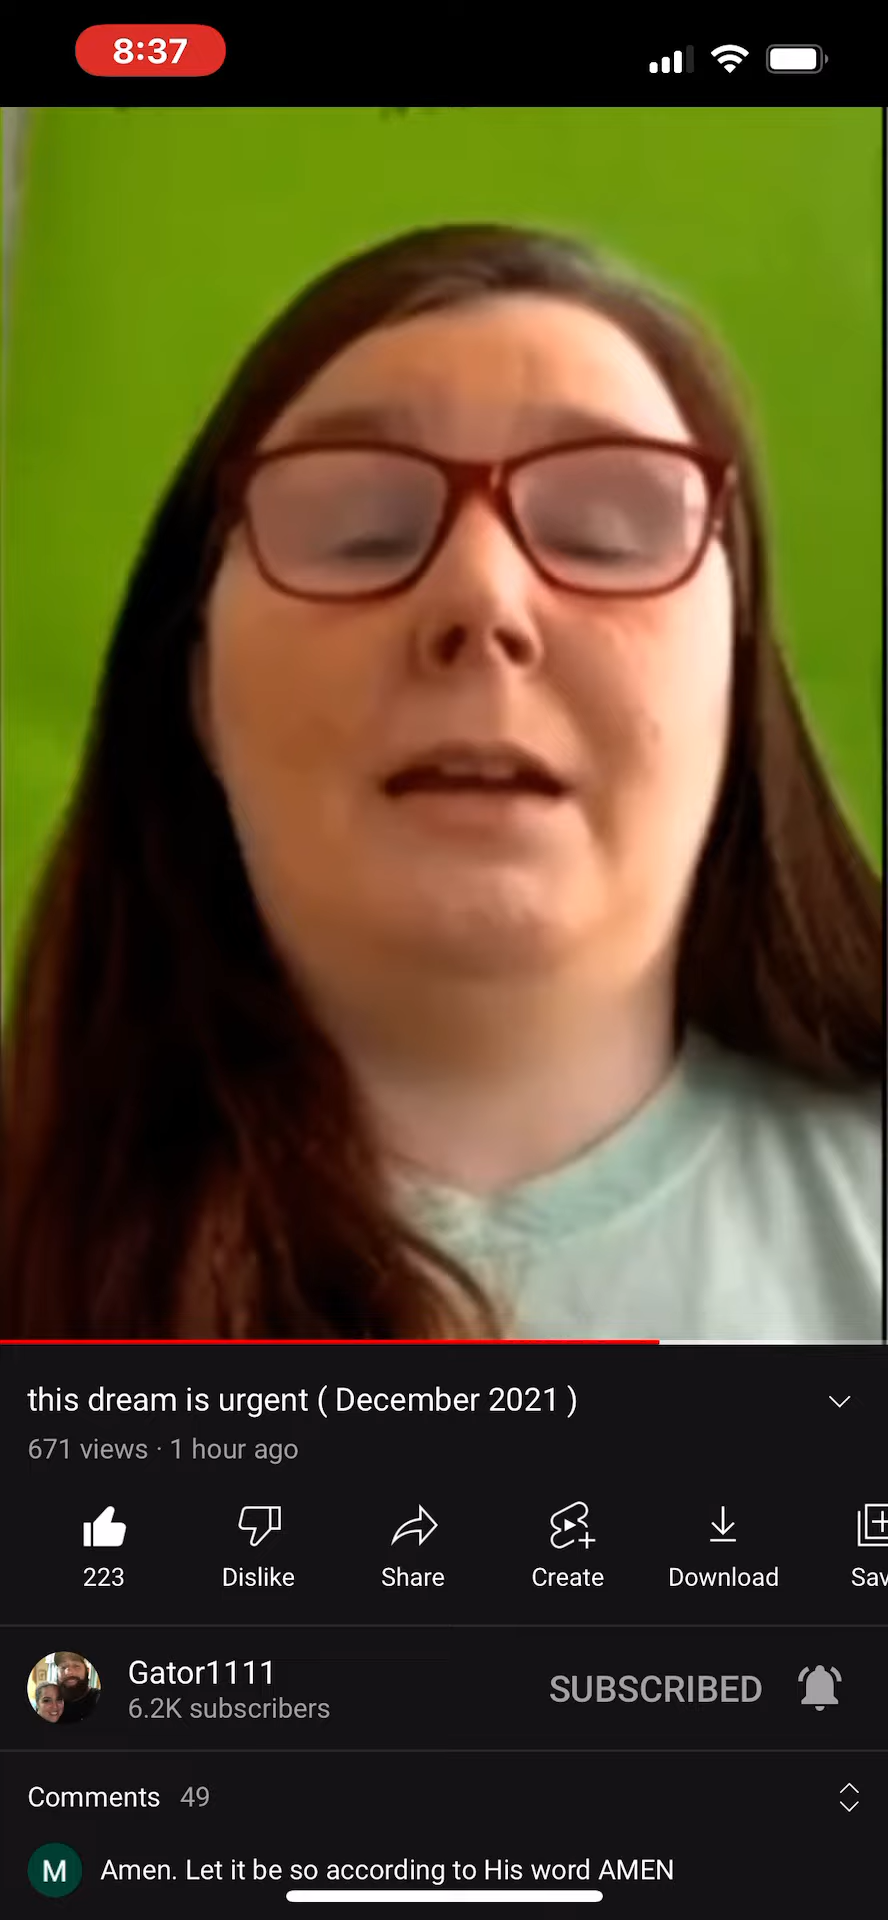 8:37
this dream is urgent ( December 2021 )
671 views · 1 hour ago
223
Dislike
Share
Create
Download
Sav
Gator1111
6.2K subscribers
SUBSCRIBED
Comments 49
M
Amen. Let it be so according to His word AMEN